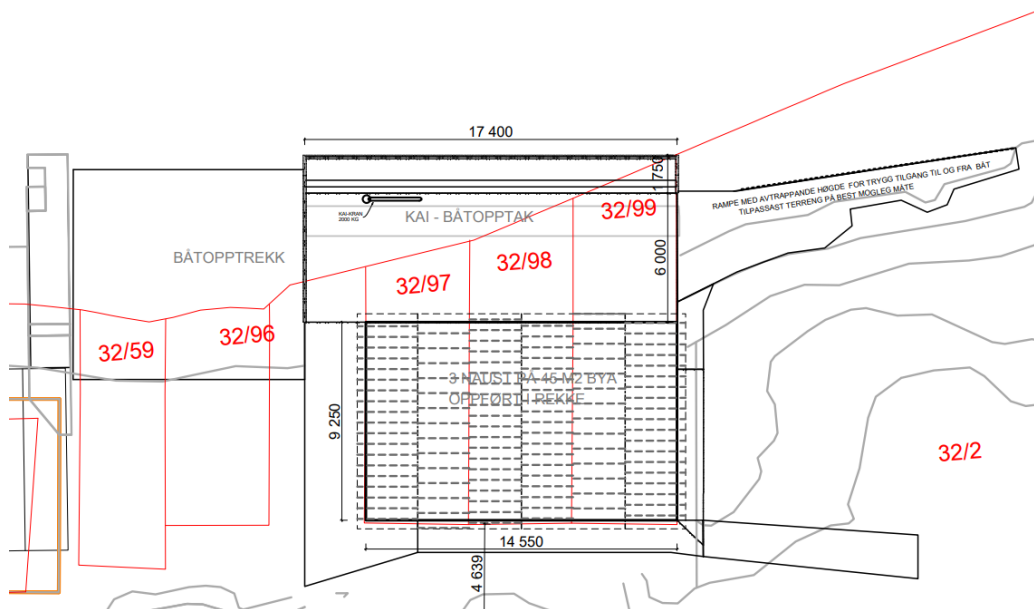 17 400
1 750
RAMPE MED AVTRAPPANDE HØGDE FOR TRYGG TILGANG TIL OG FRA BÅT
TILPASSAST TERRENG PÅ BEST MOGLEG MÅTE
KAI-KRAN
2000 KG
KAI - BÅTOPPTAK
32/99
BÅTOPPTREKK
6 000
32/97
32/98
32/59
32/96
3 NAUST PÅ 45 M2 BYA
OPPFØRT I REKKE
9 250
32/2
14 550
4 639